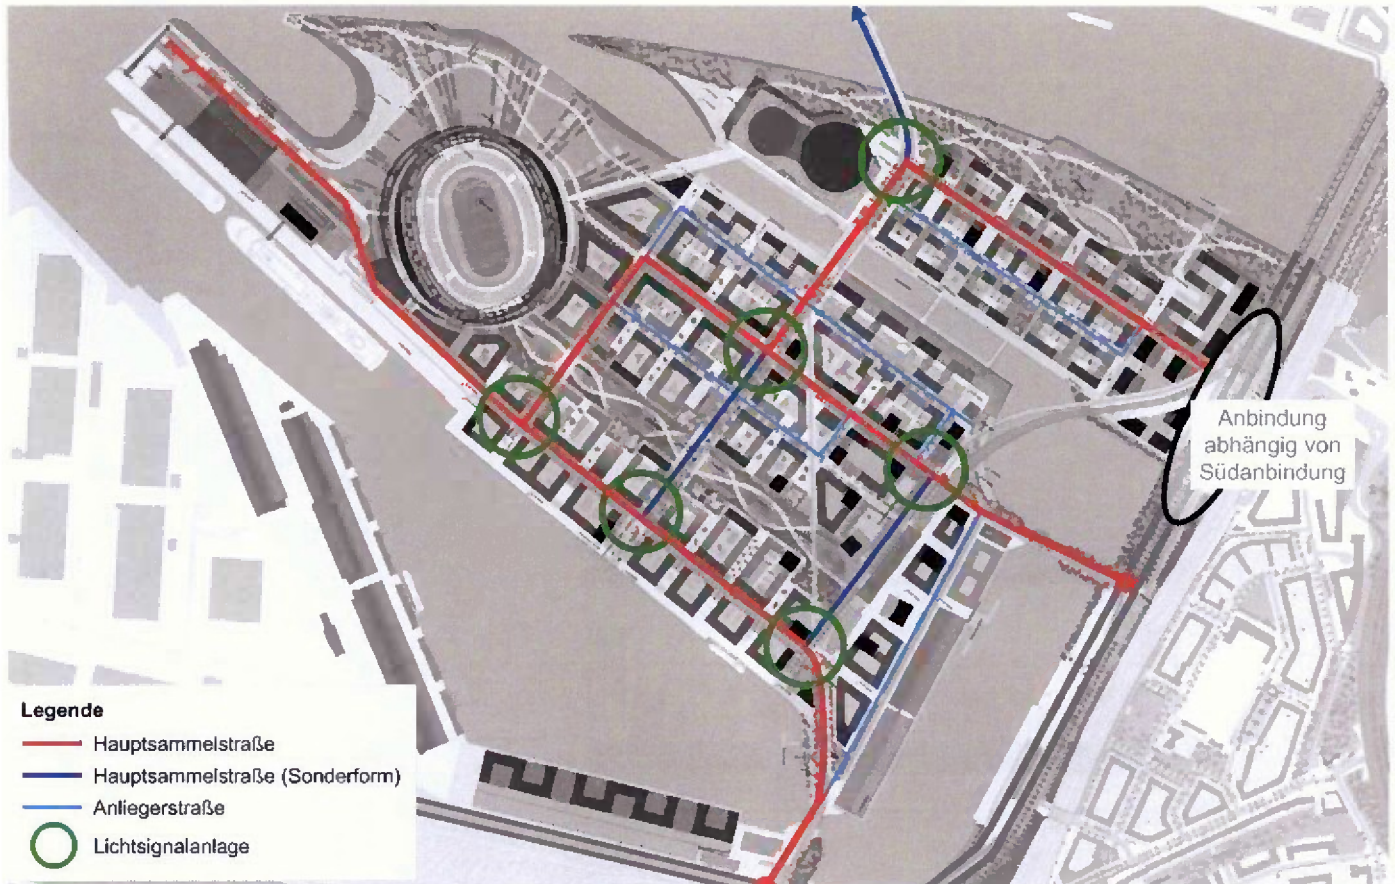 Anbindung
abhängig von
Südanbindung
Legende
Hauptsammelstraße
Hauptsammelstraße (Sonderform)
Anliegerstraße
Lichtsignalanlage